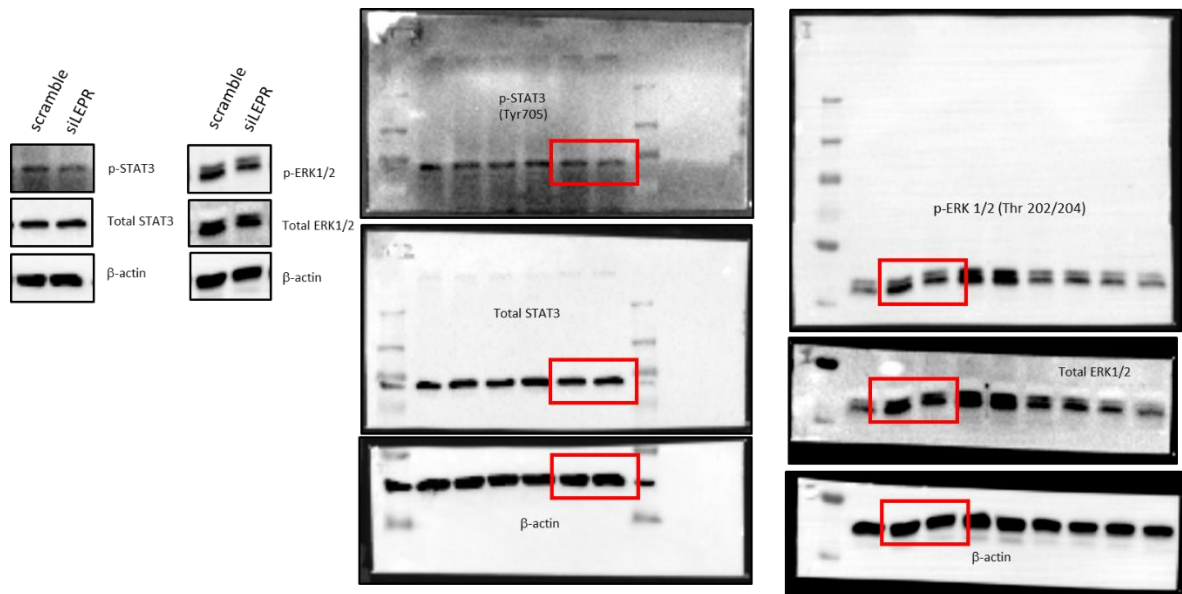 scramble
siLEPR
p-STAT3
Total STAT3
β-actin
scramble
siLEPR
p-ERK1/2
Total ERK1/2
β-actin
p-STAT3
(Tyr705)
Total STAT3
β-actin
p-ERK 1/2 (Thr 202/204)
Total ERK1/2
β-actin